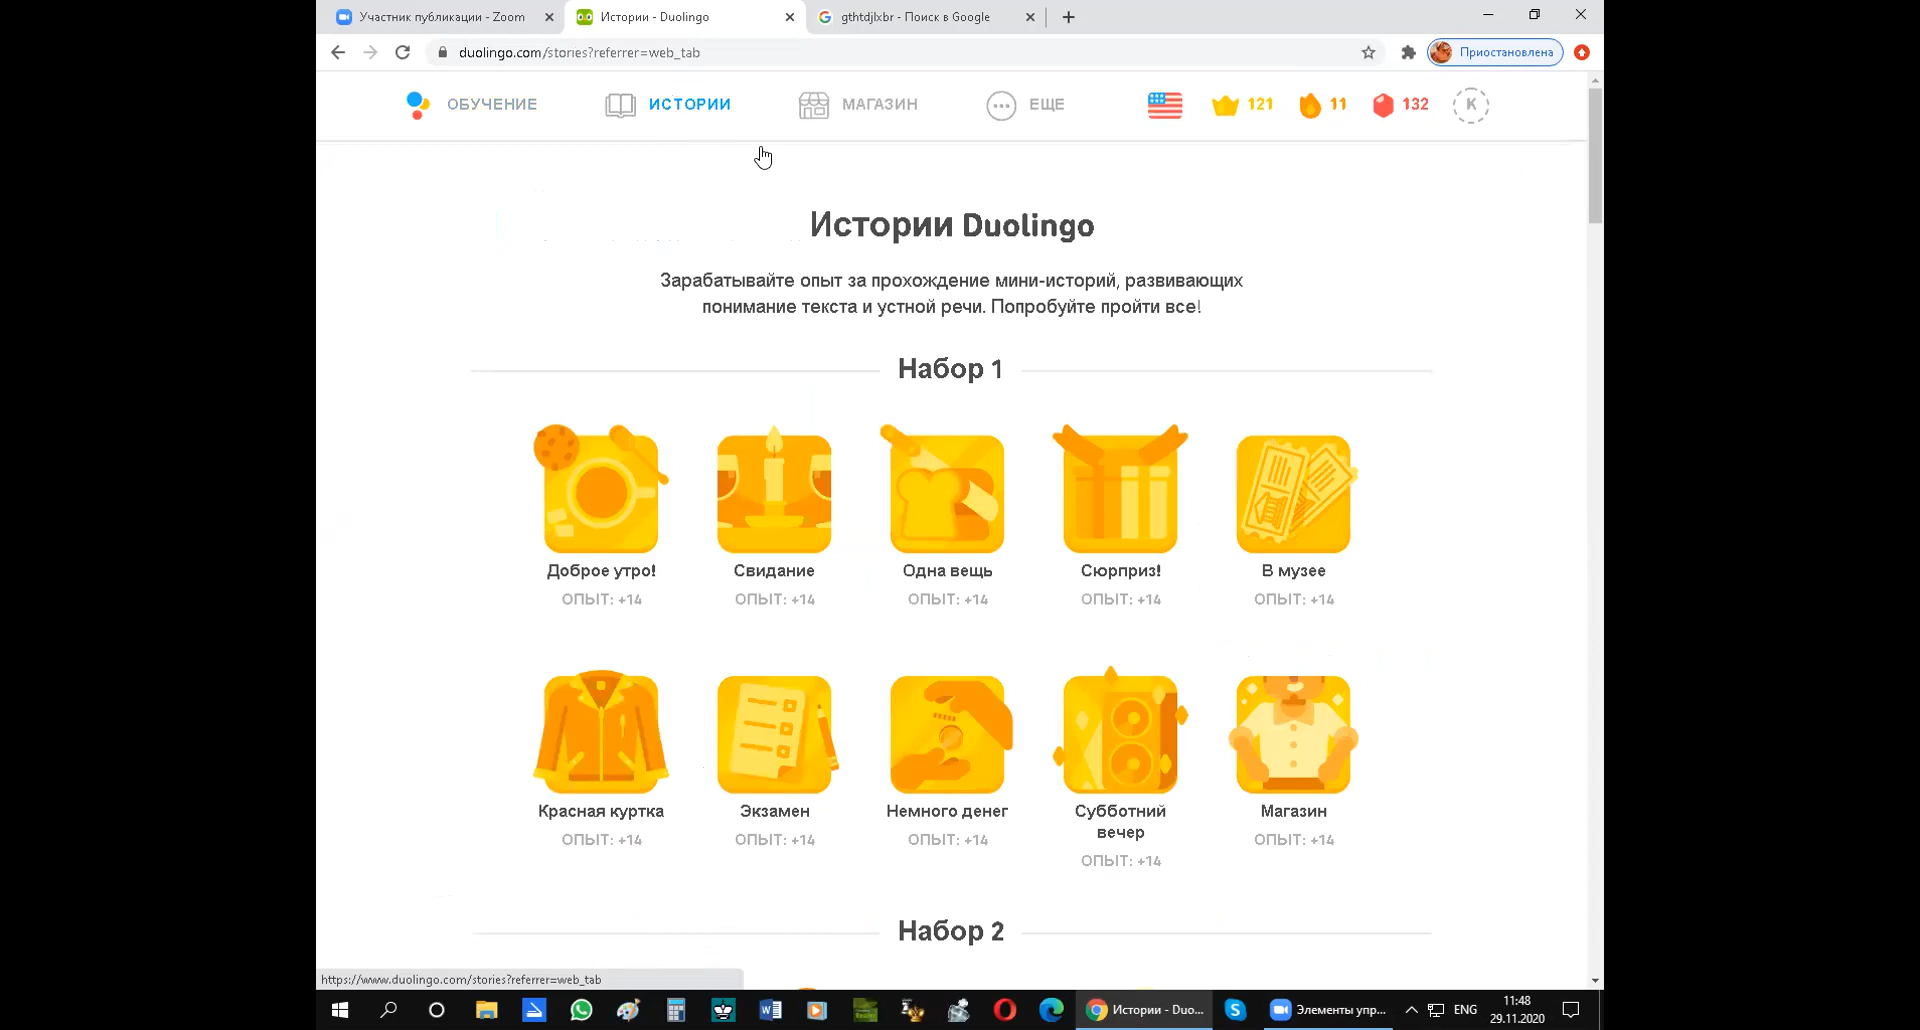 Участник публикации - Zoom
Истории - Duolingo
gthtdjlxbr - Поиск в Google
duolingo.com/stories?referrer=web_tab
Приостановлена
ОБУЧЕНИЕ
ИСТОРИИ
МАГАЗИН
ЕЩЕ
121
11
132
K
Истории Duolingo
Зарабатывайте опыт за прохождение мини-историй, развивающих
понимание текста и устной речи. Попробуйте пройти все!
Набор 1
Доброе утро!
ОПЫТ: +14
Свидание
ОПЫТ: +14
Одна вещь
ОПЫТ: +14
Сюрприз!
ОПЫТ: +14
В музее
ОПЫТ: +14
Красная куртка
ОПЫТ: +14
Экзамен
ОПЫТ: +14
Немного денег
ОПЫТ: +14
Субботний
вечер
ОПЫТ: +14
Магазин
ОПЫТ: +14
Набор 2
https://www.duolingo.com/stories?referrer=web_tab
Истории - Duo...
Элементы упр...
ENG
11:48
29.11.2020